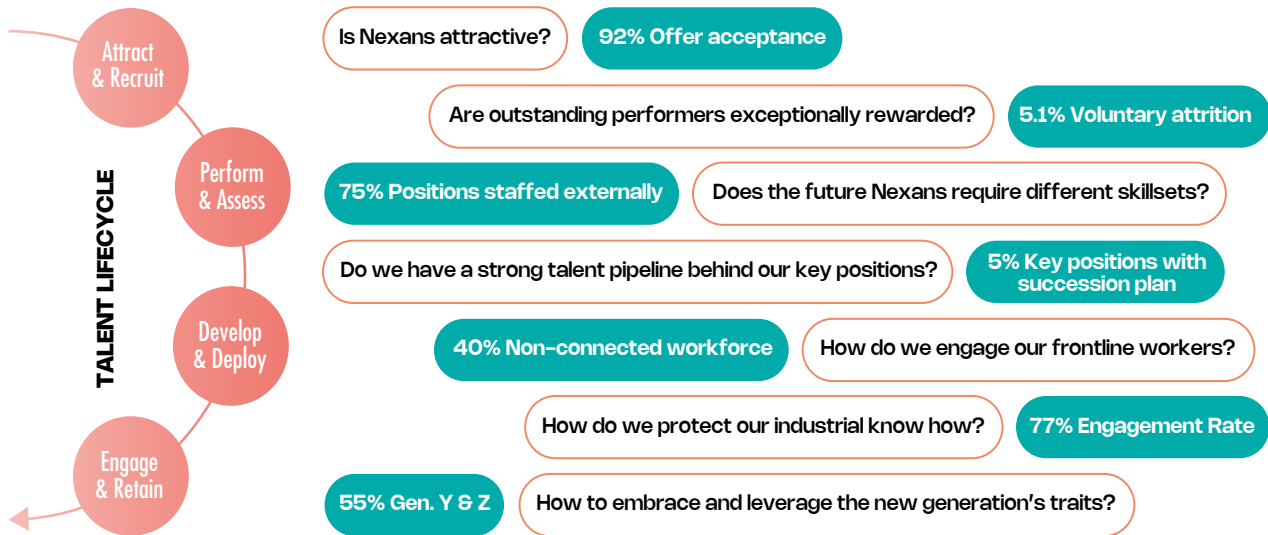 TALENT LIFECYCLE
Attract
& Recruit
Perform
& Assess
Develop
& Deploy
Engage
& Retain
Is Nexans attractive?
92% Offer acceptance
Are outstanding performers exceptionally rewarded?
5.1% Voluntary attrition
75% Positions staffed externally
Does the future Nexans require different skillsets?
Do we have a strong talent pipeline behind our key positions?
5% Key positions with
succession plan
40% Non-connected workforce
How do we engage our frontline workers?
How do we protect our industrial know how?
77% Engagement Rate
55% Gen. Y & Z
How to embrace and leverage the new generation's traits?